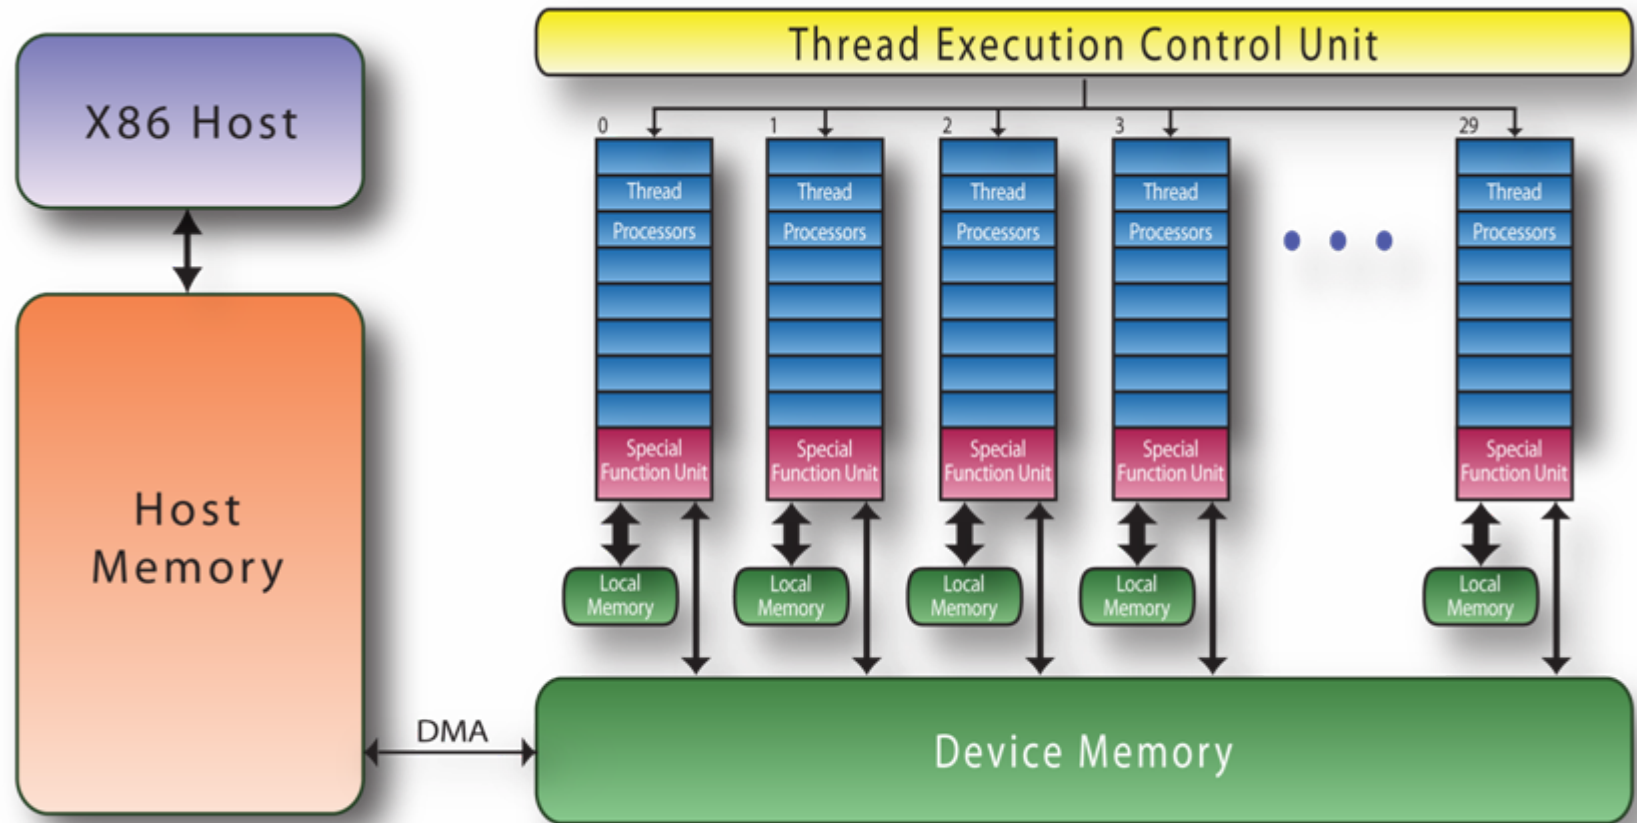 Thread Execution Control Unit
X86 Host
0
1
2
3
29
Thread
Processors
Thread
Processors
Thread
Processors
Thread
Processors
Thread
Processors
Special
Function Unit
Special
Function Unit
Special
Function Unit
Special
Function Unit
Special
Function Unit
Host
Memory
Local
Memory
Local
Memory
Local
Memory
Local
Memory
Local
Memory
DMA
Device Memory